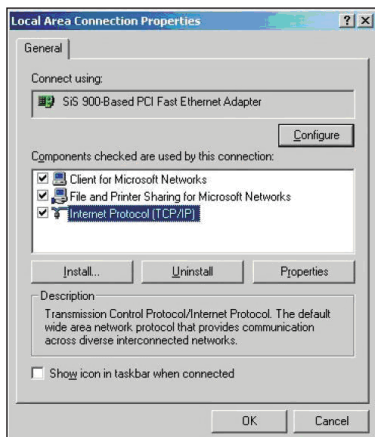 Local Area Connection Properties
General
Connect using:
SiS 900-Based PCI Fast Ethernet Adapter
Configure
Components checked are used by this connection:
Client for Microsoft Networks
File and Printer Sharing for Microsoft Networks
Internet Protocol (TCP/IP)
Install...
Uninstall
Properties
Description
Transmission Control Protocol/Internet Protocol. The default
wide area network protocol that provides communication
across diverse interconnected networks.
Show icon in taskbar when connected
OK
Cancel